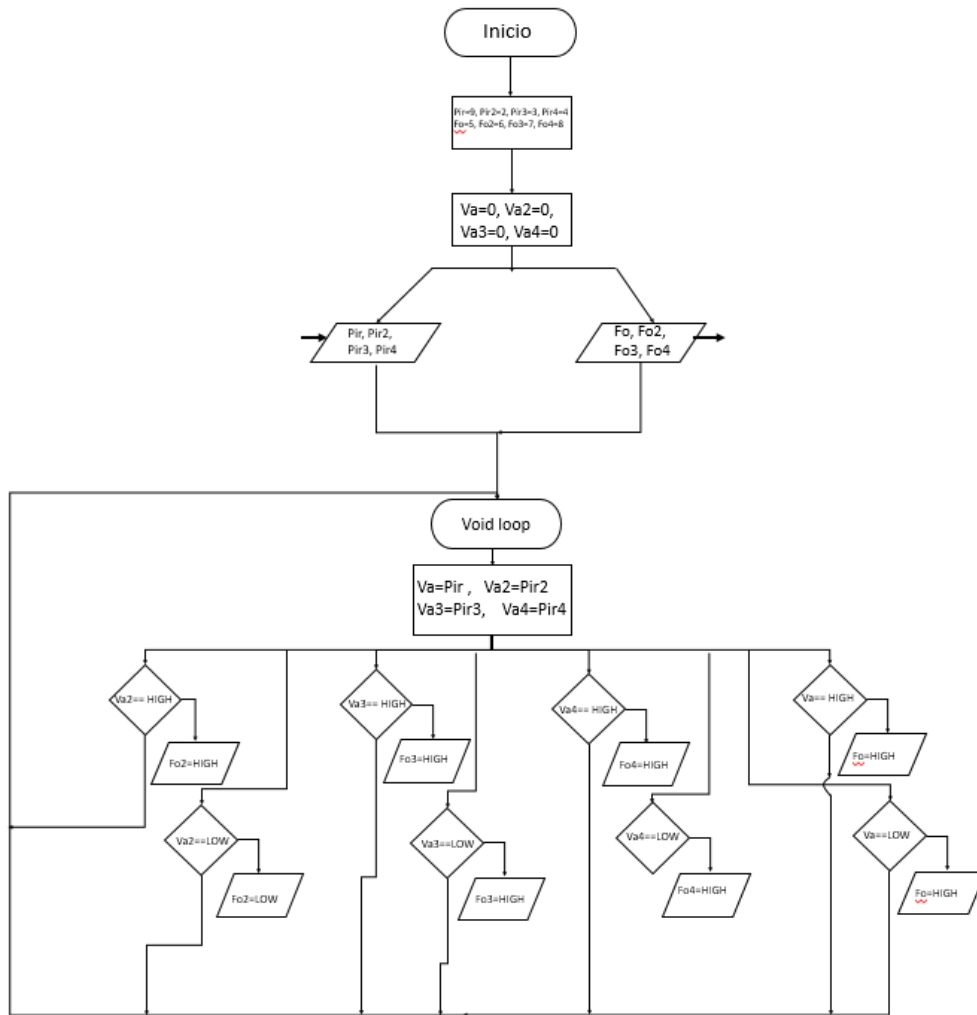 Inicio
Pir=9, Pir2=2, Pir3=3, Pir4=4
Fo=5, Fo2=6, Fo3=7, Fo4=8
Va=0, Va2=0,
Va3=0, Va4=0
Pir, Pir2,
Pir3, Pir4
Fo, Fo2,
Fo3, Fo4
Void loop
Va=Pir , Va2=Pir2
Va3=Pir3, Va4=Pir4
Va2== HIGH
Fo2=HIGH
Va3== HIGH
Fo3=HIGH
Va4== HIGH
Fo4=HIGH
Va== HIGH
Fo=HIGH
Va2==LOW
Fo2=LOW
Va3==LOW
Fo3=HIGH
Va4==LOW
Fo4=HIGH
Va==LOW
Fo=HIGH